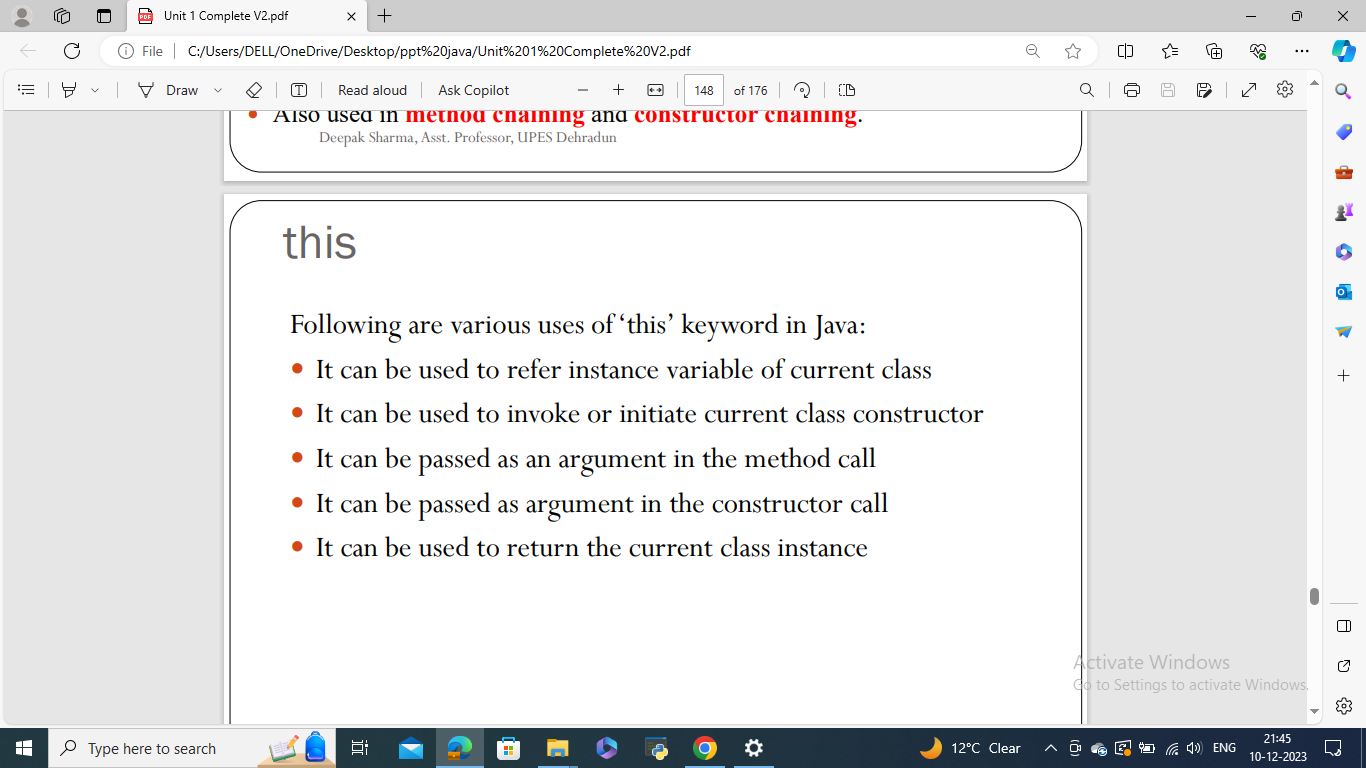 Unit 1 Complete V2.pdf
File
C:/Users/DELL/OneDrive/Desktop/ppt%20java/Unit%201%20Complete%20V2.pdf
Draw
Read aloud
Ask Copilot
148 of 176
• Also used in method chaining and constructor chaining.
Deepak Sharma, Asst. Professor, UPES Dehradun
this
Following are various uses of ‘this’ keyword in Java:
• It can be used to refer instance variable of current class
• It can be used to invoke or initiate current class constructor
• It can be passed as an argument in the method call
• It can be passed as argument in the constructor call
• It can be used to return the current class instance
Activate Windows
Go to Settings to activate Windows.
Type here to search
12°C Clear
ENG
21:45
10-12-2023